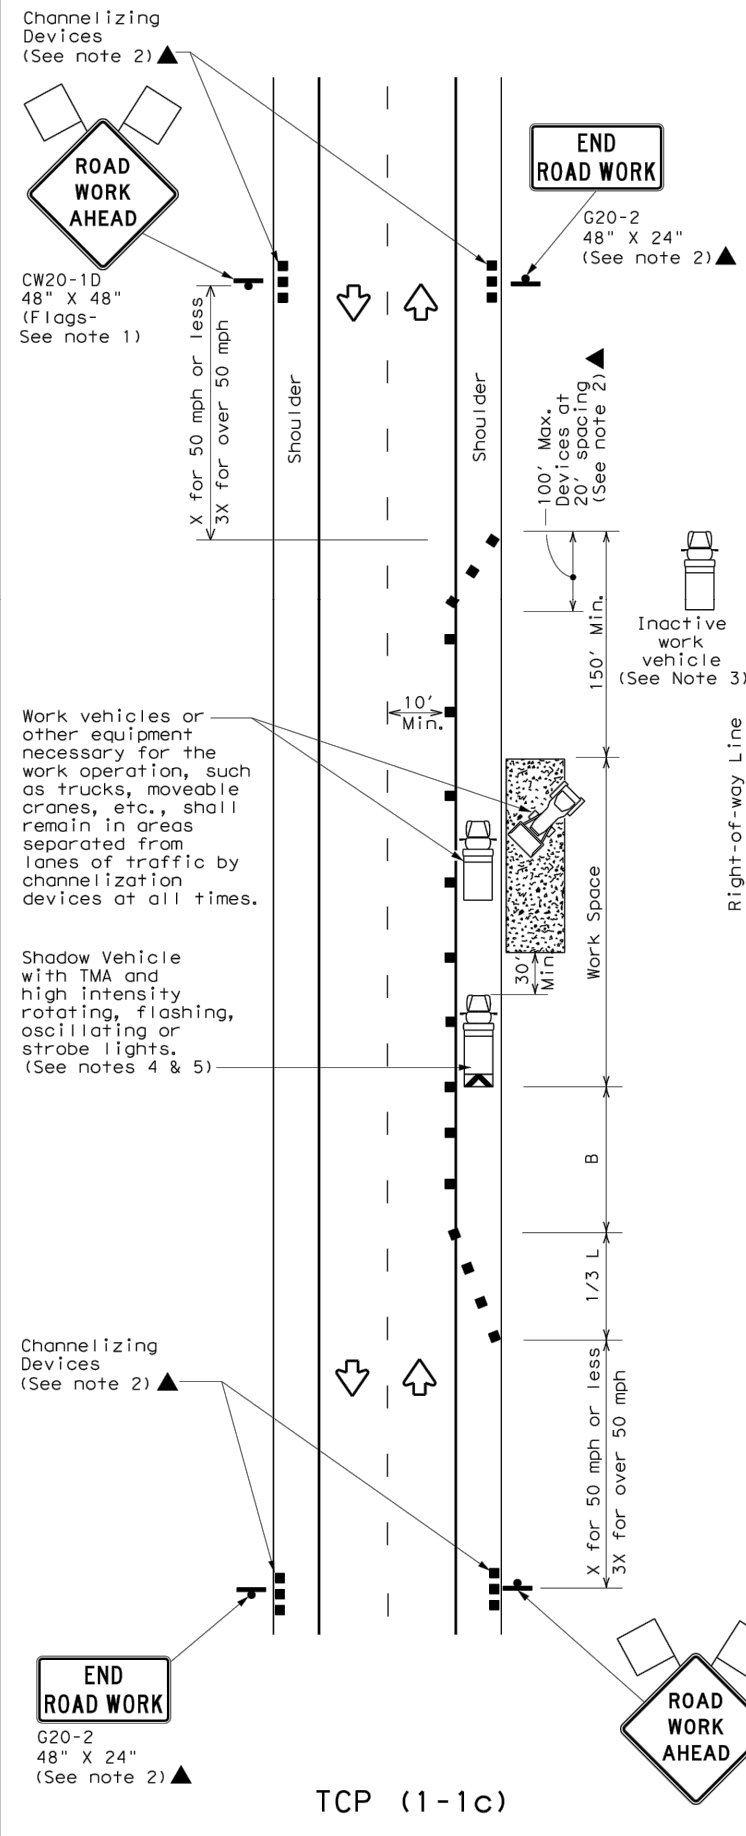 Channelizing
Devices
(See note 2)▲
ROAD
WORK
AHEAD
CW20-1D
48" X 48"
(Flags-
See note 1)
END
ROAD WORK
G20-2
48" X 24"
(See note 2)▲
X for 50 mph or less
3X for over 50 mph
Shoulder
Shoulder
100' Max.
Devices at
20' spacing
(See note 2)▲
150' Min.
Inactive
work
vehicle
(See Note 3)
10'
Min.
Right-of-way Line
Work vehicles or
other equipment
necessary for the
work operation, such
as trucks, moveable
cranes, etc., shall
remain in areas
separated from
lanes of traffic by
channelization
devices at all times.
Work Space
30'
Min.
Shadow Vehicle
with TMA and
high intensity
rotating, flashing,
oscillating or
strobe lights.
(See notes 4 & 5)
B
1/3 L
Channelizing
Devices
(See note 2)▲
X for 50 mph or less
3X for over 50 mph
END
ROAD WORK
G20-2
48" X 24"
(See note 2)▲
ROAD
WORK
AHEAD
TCP (1-1c)